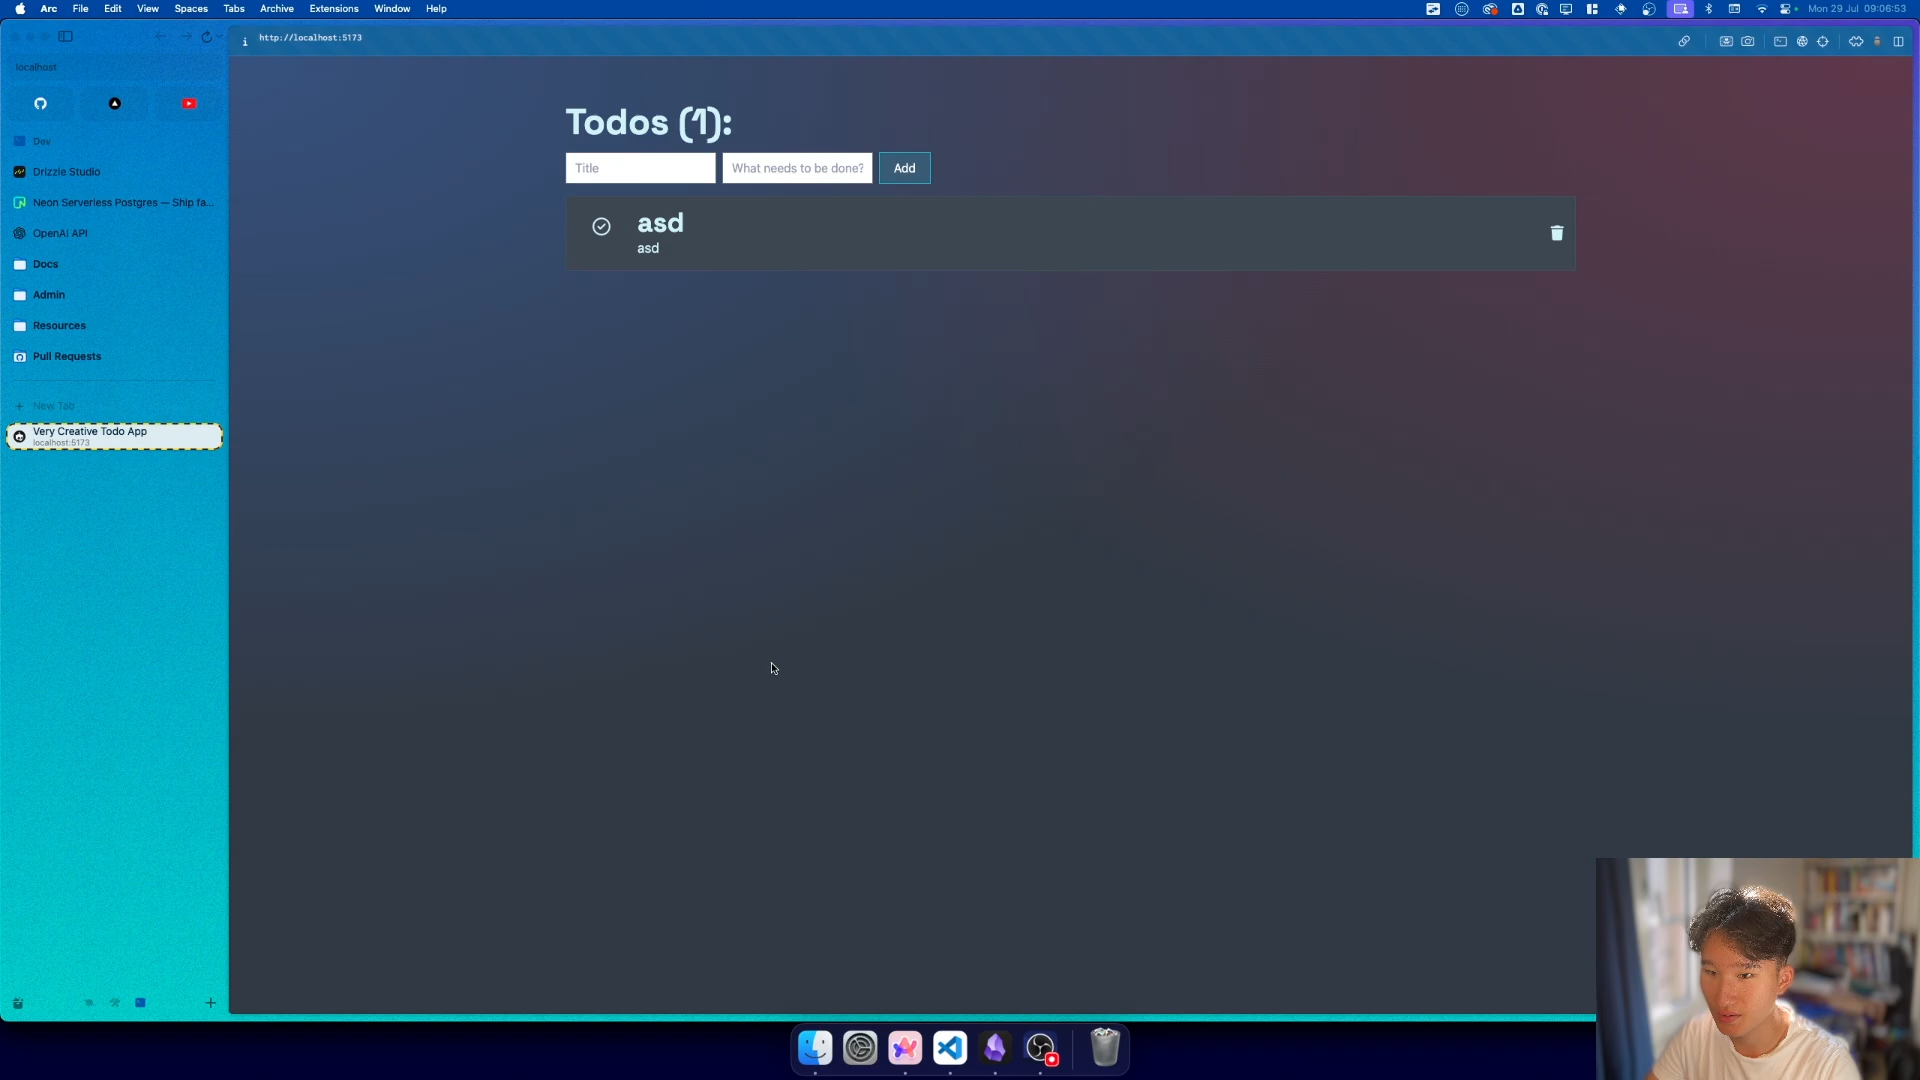 Arc File Edit View Spaces Tabs Archive Extensions Window Help
Mon 29 Jul 09:06:53
http://localhost:5173
localhost
Dev
Drizzle Studio
Neon Serverless Postgres — Ship fa...
OpenAI API
Docs
Admin
Resources
Pull Requests
+ New Tab
Very Creative Todo App
localhost:5173
Todos (1):
Title
What needs to be done?
Add
asd
asd